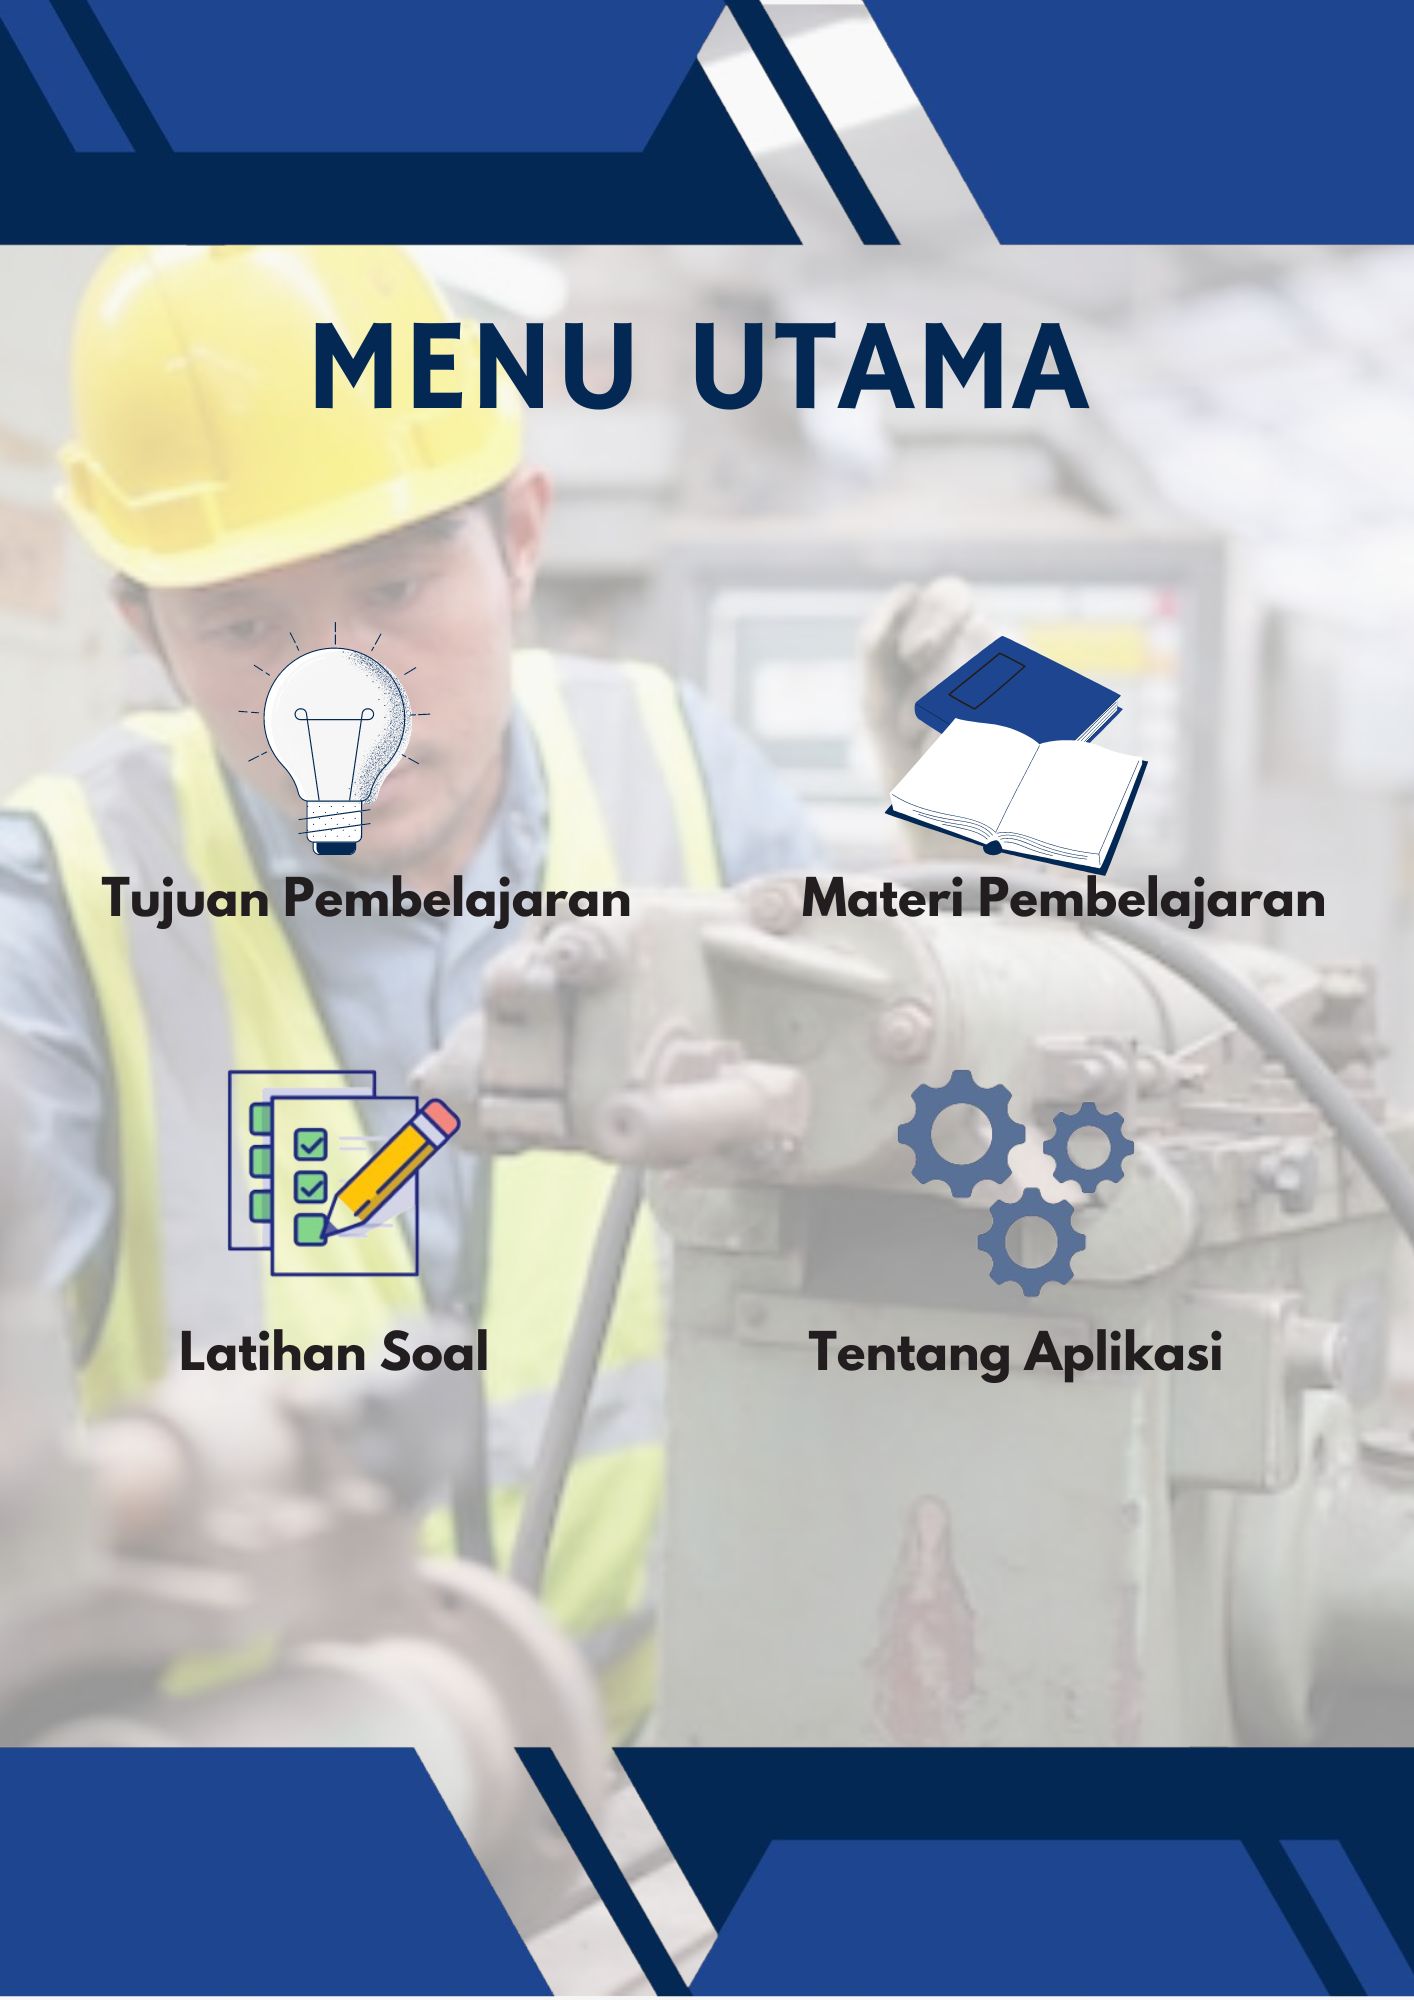 MENU UTAMA
Tujuan Pembelajaran
Materi Pembelajaran
Latihan Soal
Tentang Aplikasi